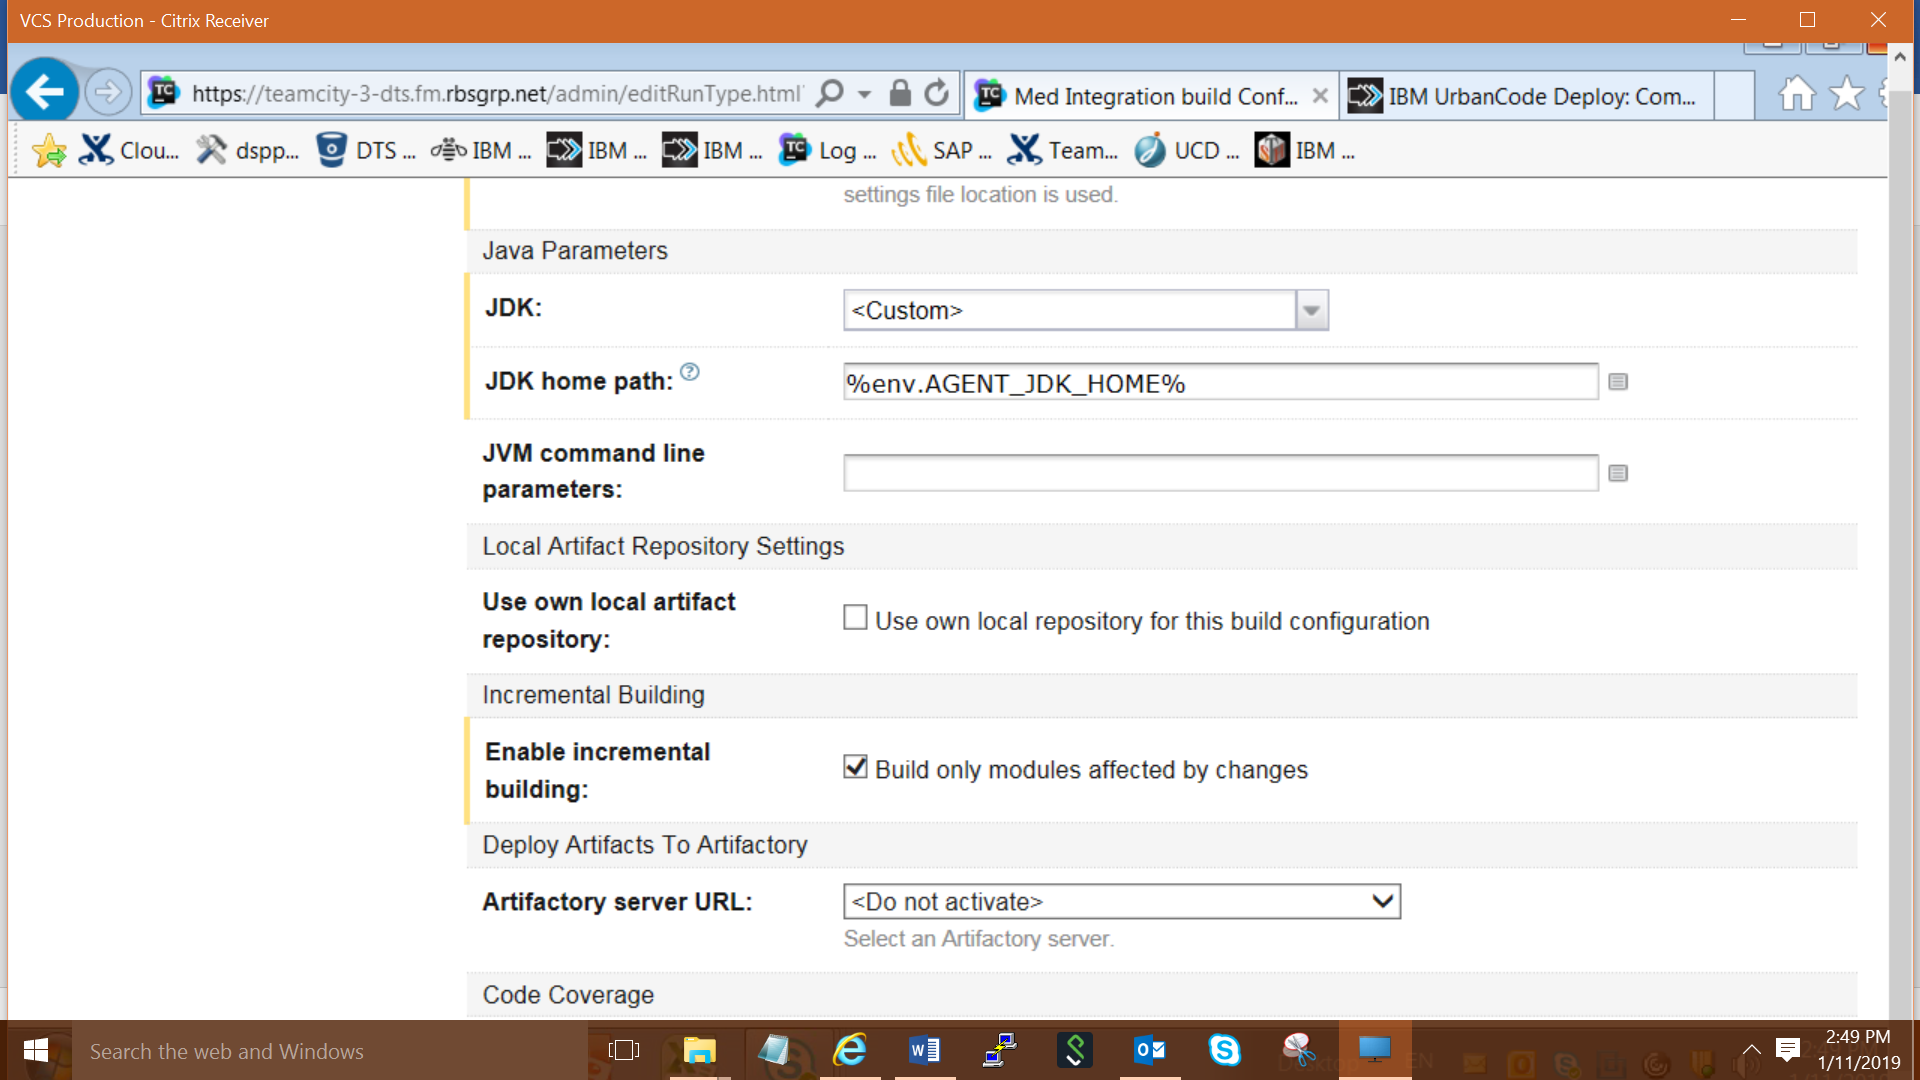 VCS Production - Citrix Receiver
https://teamcity-3-dts.fm.rbsgrp.net/admin/editRunType.html
TC Med Integration build Conf...
IBM UrbanCode Deploy: Com...
Clou...
dspp...
DTS ...
IBM ...
IBM ...
IBM ...
TC Log ...
SAP ...
Team...
UCD ...
IBM ...
settings file location is used.
Java Parameters
JDK:
<Custom>
JDK home path: ?
%env.AGENT_JDK_HOME%
JVM command line
parameters:
Local Artifact Repository Settings
Use own local artifact
repository:
Use own local repository for this build configuration
Incremental Building
Enable incremental
building:
Build only modules affected by changes
Deploy Artifacts To Artifactory
Artifactory server URL:
<Do not activate>
Select an Artifactory server.
Code Coverage
Search the web and Windows
2:49 PM
1/11/2019